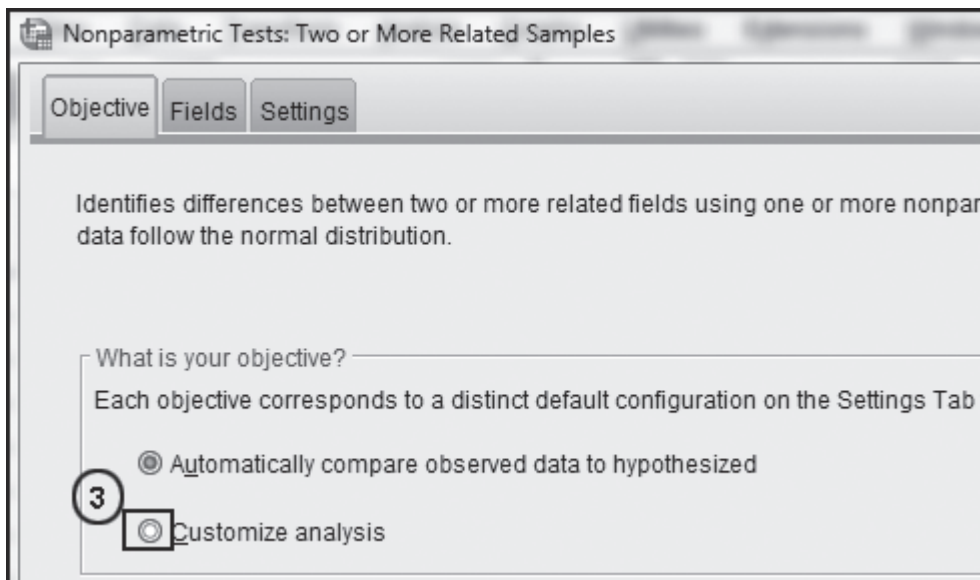 Nonparametric Tests: Two or More Related Samples
Objective Fields Settings
Identifies differences between two or more related fields using one or more
data follow the normal distribution.
What is your objective?
Each objective corresponds to a distinct default configuration on the Settings Tab
Automatically compare observed data to hypothesized
3
Customize analysis